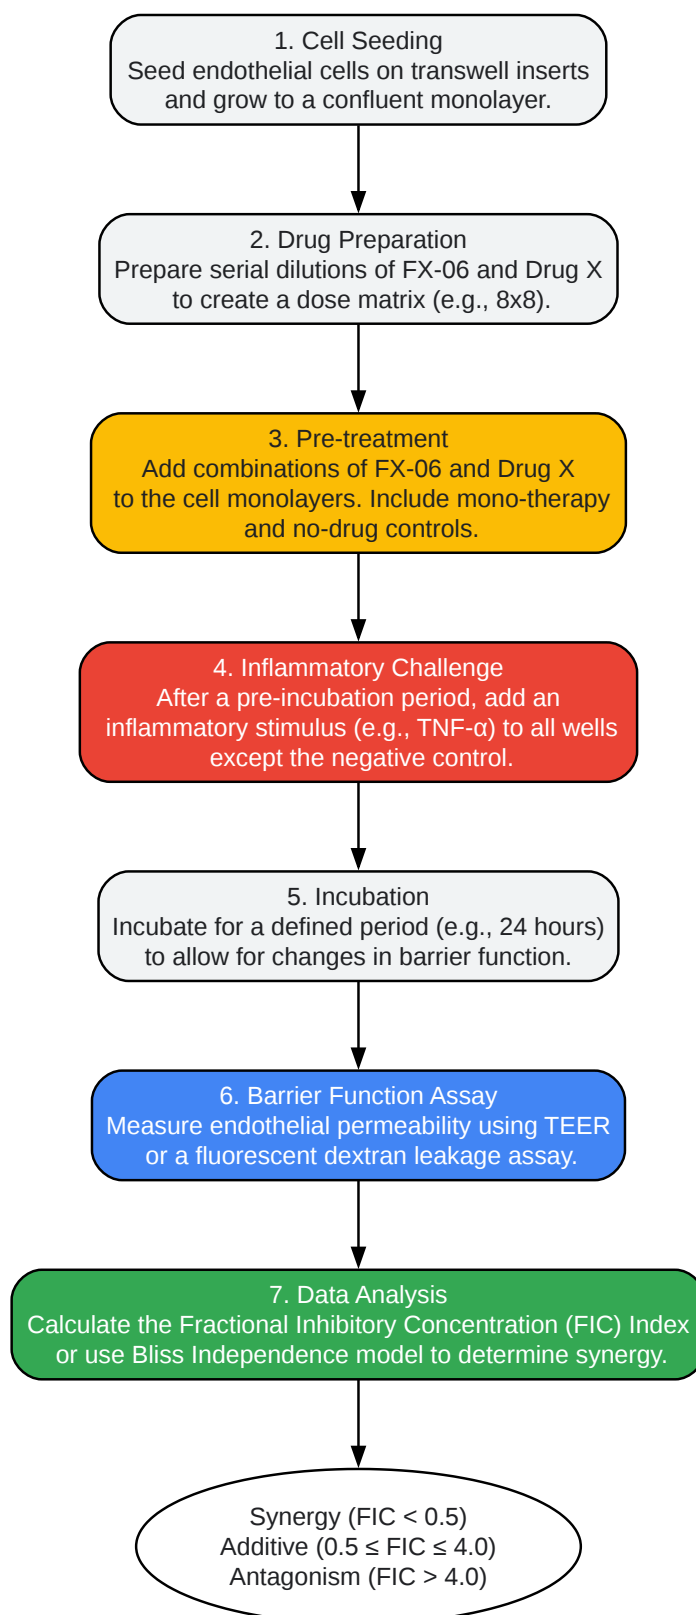 1. Cell Seeding
Seed endothelial cells on transwell inserts
and grow to a confluent monolayer.
2. Drug Preparation
Prepare serial dilutions of FX-06 and Drug X
to create a dose matrix (e.g., 8x8).
3. Pre-treatment
Add combinations of FX-06 and Drug X
to the cell monolayers. Include mono-therapy
and no-drug controls.
4. Inflammatory Challenge
After a pre-incubation period, add an
inflammatory stimulus (e.g., TNF-α) to all wells
except the negative control.
5. Incubation
Incubate for a defined period (e.g., 24 hours)
to allow for changes in barrier function.
6. Barrier Function Assay
Measure endothelial permeability using TEER
or a fluorescent dextran leakage assay.
7. Data Analysis
Calculate the Fractional Inhibitory Concentration (FIC) Index
or use Bliss Independence model to determine synergy.
Synergy (FIC < 0.5)
Additive (0.5 ≤ FIC ≤ 4.0)
Antagonism (FIC > 4.0)